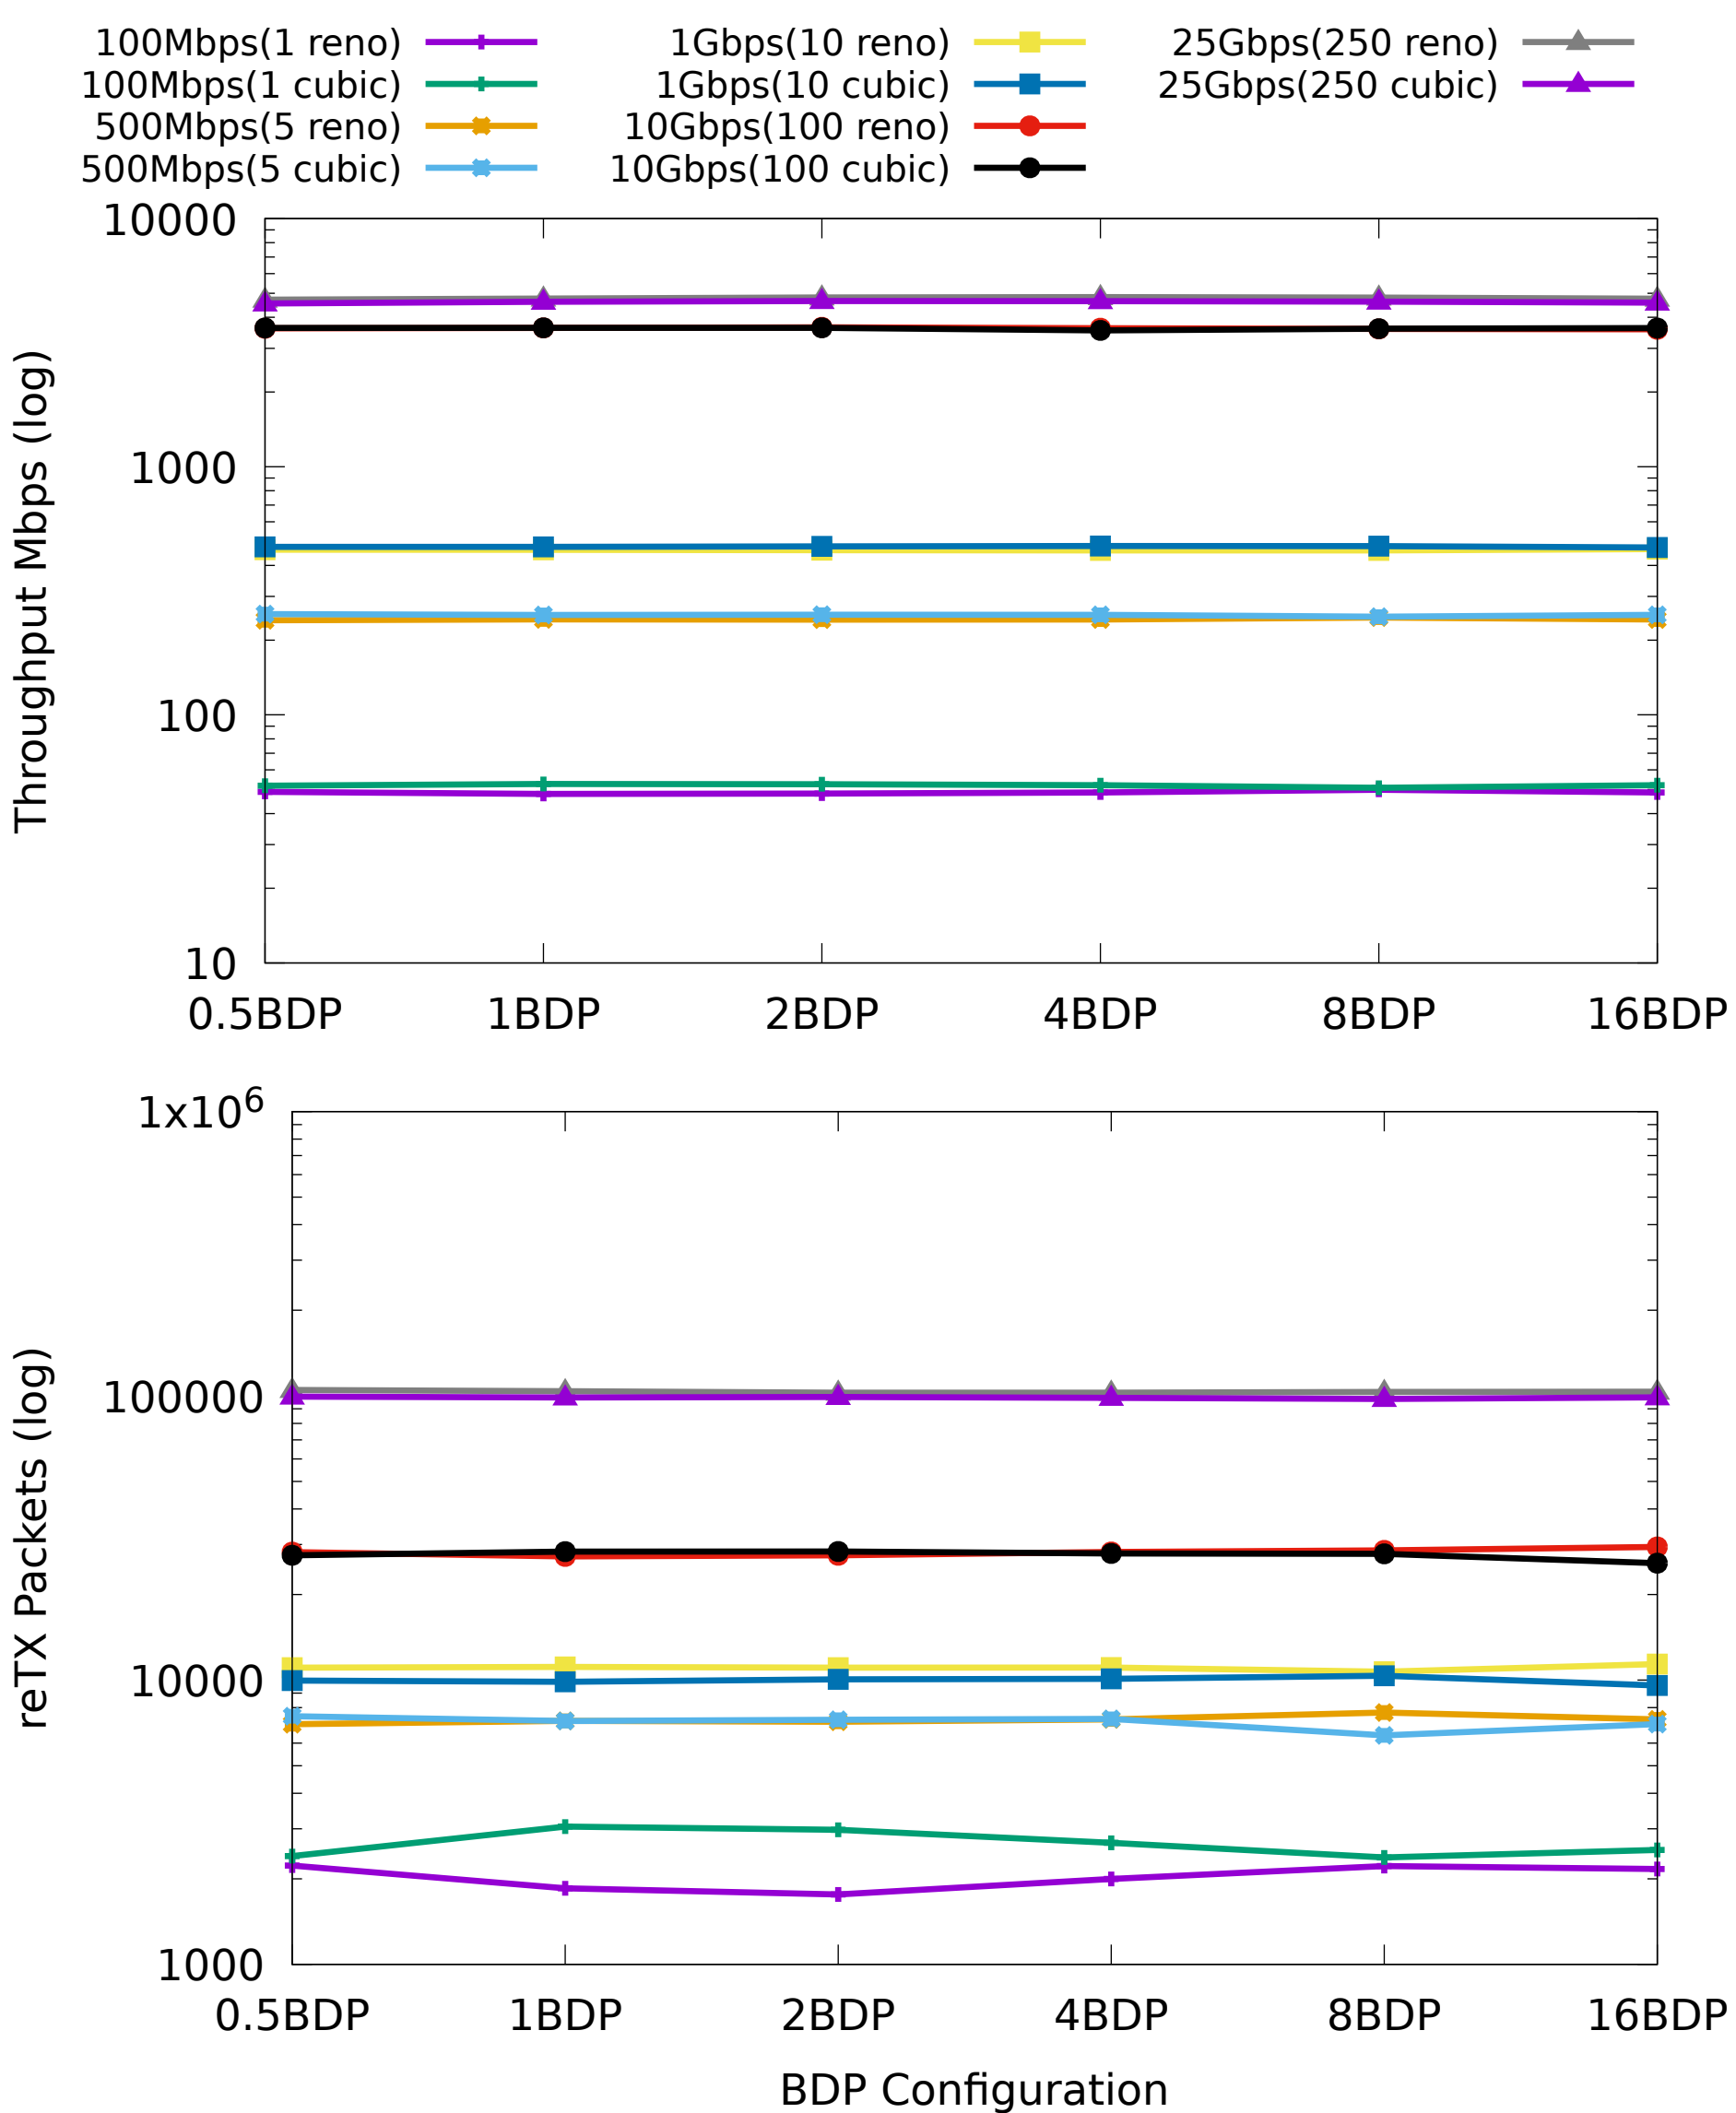 100Mbps(1 reno)
100Mbps(1 cubic)
500Mbps(5 reno)
500Mbps(5 cubic)
1Gbps(10 reno)
1Gbps(10 cubic)
10Gbps(100 reno)
10Gbps(100 cubic)
25Gbps(250 reno)
25Gbps(250 cubic)
Throughput Mbps (log)
10000
1000
100
10
0.5BDP 1BDP 2BDP 4BDP 8BDP 16BDP
reTX Packets (log)
1x10⁶
100000
10000
1000
0.5BDP 1BDP 2BDP 4BDP 8BDP 16BDP
BDP Configuration